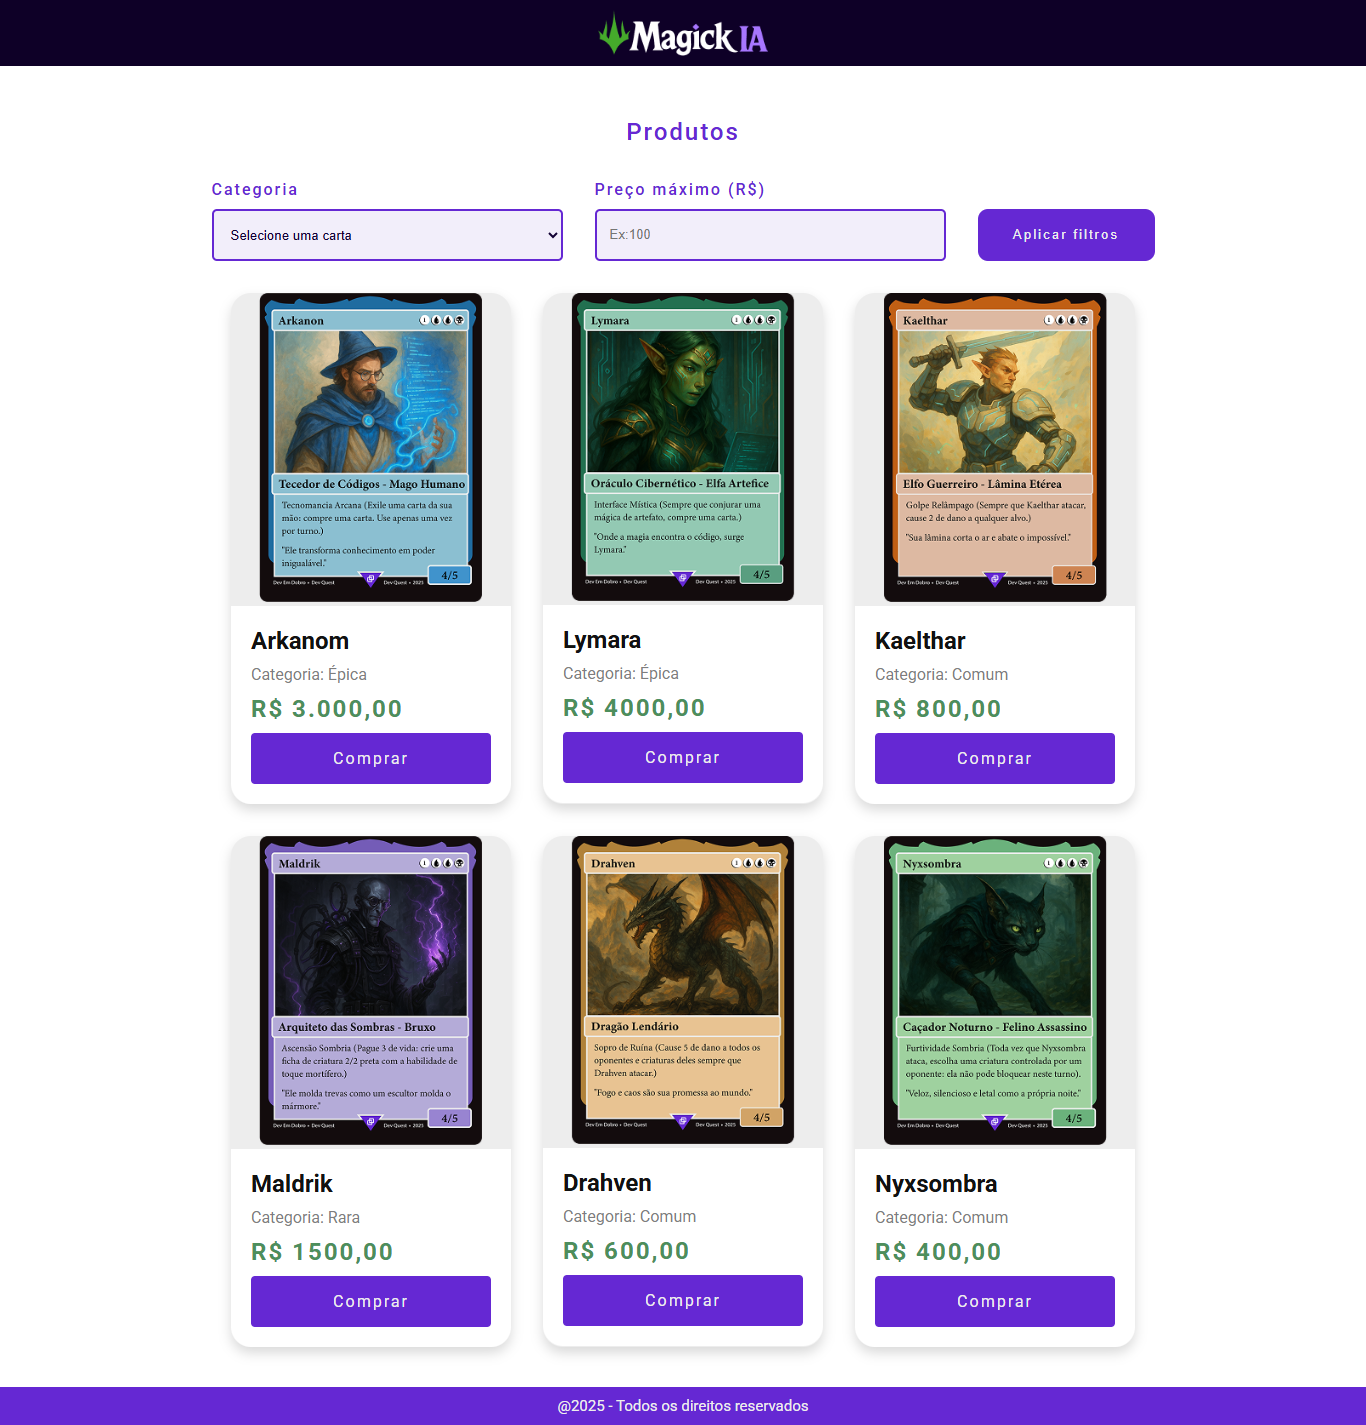 Magick IA
Produtos
Categoria
Preço máximo (R$)
Selecione uma carta
Ex:100
Aplicar filtros
Arkanon
1
Tecedor de Códigos - Mago Humano
Tecnomancia Arcana (Exile uma carta da sua
mão: compre uma carta. Use apenas uma vez
por turno.)
"Ele transforma conhecimento em poder
inigualável."
4/5
Dev Em Dobro • Dev Quest
Dev Quest • 2025
Lymara
1
Oráculo Cibernético - Elfa Artefice
Interface Mística (Sempre que conjurar uma
mágica de artefato, compre uma carta.)
"Onde a magia encontra o código, surge
Lymara."
4/5
Dev Em Dobro • Dev Quest
Dev Quest • 2025
Kaelthar
1
Elfo Guerreiro - Lâmina Etérea
Golpe Relâmpago (Sempre que Kaelthar atacar,
cause 2 de dano a qualquer alvo.)
"Sua lâmina corta o ar e abate o impossível."
4/5
Dev Em Dobro • Dev Quest
Dev Quest • 2025
Arkanom
Categoria: Épica
R$ 3.000,00
Comprar
Lymara
Categoria: Épica
R$ 4000,00
Comprar
Kaelthar
Categoria: Comum
R$ 800,00
Comprar
Maldrik
1
Arquiteto das Sombras - Bruxo
Ascensão Sombria (Pague 3 de vida: crie uma
ficha de criatura 2/2 preta com a habilidade de
toque mortífero.)
"Ele molda trevas como um escultor molda o
mármore."
4/5
Dev Em Dobro • Dev Quest
Dev Quest • 2025
Drahven
1
Dragão Lendário
Sopro de Ruína (Cause 5 de dano a todos os
oponentes e criaturas deles sempre que
Drahven atacar.)
"Fogo e caos são sua promessa ao mundo."
4/5
Dev Em Dobro • Dev Quest
Dev Quest • 2025
Nyxsombra
1
Caçador Noturno - Felino Assassino
Furtividade Sombria (Toda vez que Nyxsombra
ataca, escolha uma criatura controlada por um
oponente: ela não pode bloquear neste turno).
"Veloz, silencioso e letal como a própria noite."
4/5
Dev Em Dobro • Dev Quest
Dev Quest • 2025
Maldrik
Categoria: Rara
R$ 1500,00
Comprar
Drahven
Categoria: Comum
R$ 600,00
Comprar
Nyxsombra
Categoria: Comum
R$ 400,00
Comprar
@2025 - Todos os direitos reservados